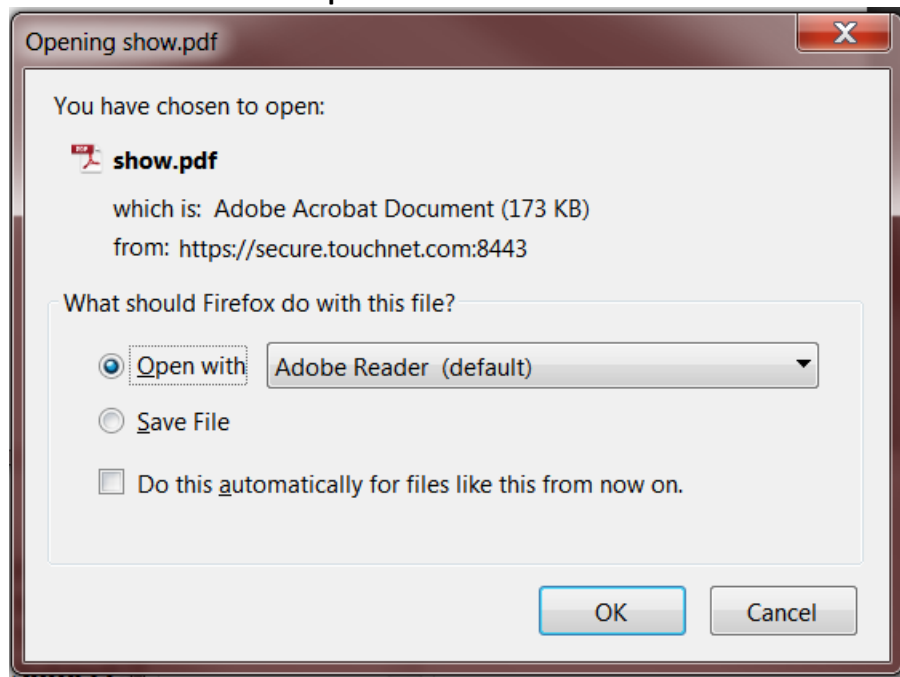 Opening show.pdf
You have chosen to open:
show.pdf
which is: Adobe Acrobat Document (173 KB)
from: https://secure.touchnet.com:8443
What should Firefox do with this file?
Open with Adobe Reader (default)
Save File
Do this automatically for files like this from now on.
OK Cancel